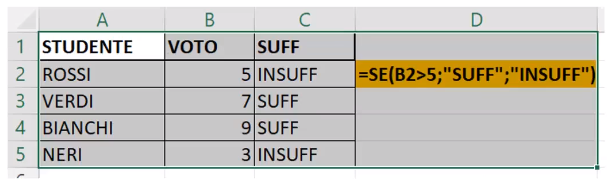 A B C D
1 STUDENTE VOTO SUFF
2 ROSSI 5 INSUFF =SE(B2>5;"SUFF";"INSUFF")
3 VERDI 7 SUFF
4 BIANCHI 9 SUFF
5 NERI 3 INSUFF